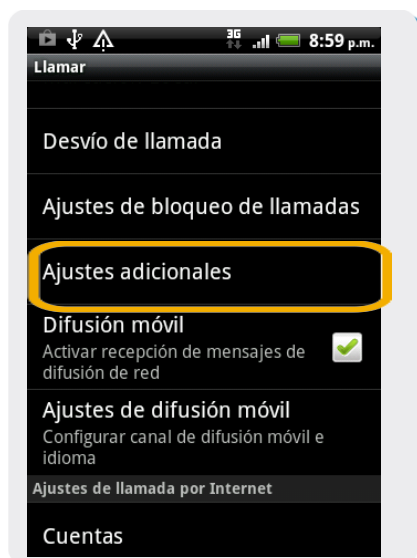 3G 8:59 p.m.
Llamar
Desvío de llamada
Ajustes de bloqueo de llamadas
Ajustes adicionales
Difusión móvil
Activar recepción de mensajes de
difusión de red
Ajustes de difusión móvil
Configurar canal de difusión móvil e
idioma
Ajustes de llamada por Internet
Cuentas